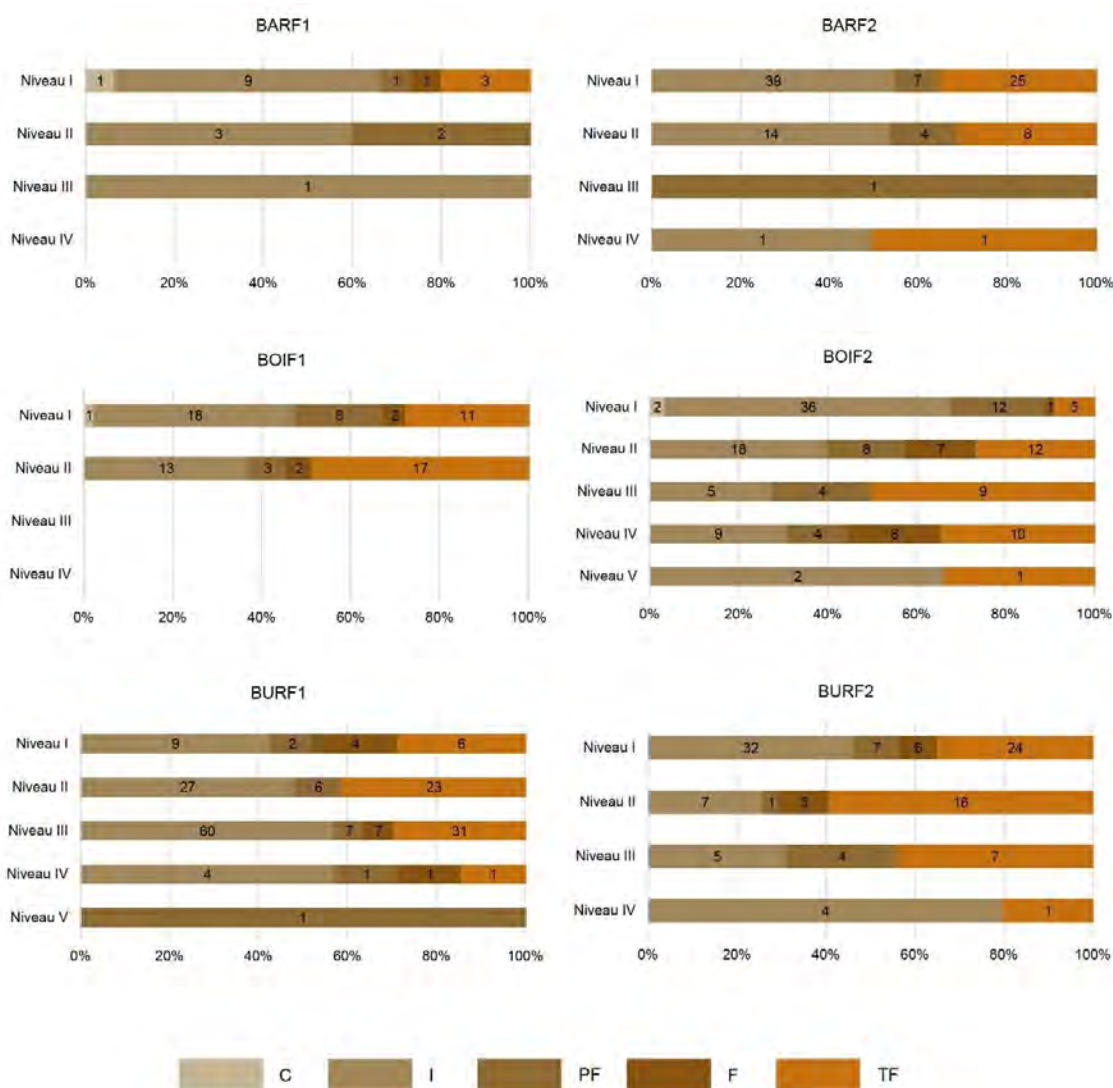 BARF1
Niveau I 1 9 1 1 3
Niveau II 3 2
Niveau III 1
Niveau IV
0% 20% 40% 60% 80% 100%
BARF2
Niveau I 39 7 25
Niveau II 14 4 8
Niveau III 1
Niveau IV 1 1
0% 20% 40% 60% 80% 100%
BOIF1
Niveau I 1 18 8 2 11
Niveau II 13 3 2 17
Niveau III
Niveau IV
0% 20% 40% 60% 80% 100%
BOIF2
Niveau I 2 36 12 1 5
Niveau II 18 8 7 12
Niveau III 5 4 9
Niveau IV 9 4 6 10
Niveau V 2 1
0% 20% 40% 60% 80% 100%
BURF1
Niveau I 9 2 4 6
Niveau II 27 6 23
Niveau III 60 7 7 31
Niveau IV 4 1 1 1
Niveau V 1
0% 20% 40% 60% 80% 100%
BURF2
Niveau I 32 7 6 24
Niveau II 7 1 3 16
Niveau III 5 4 7
Niveau IV 4 1
0% 20% 40% 60% 80% 100%
C I PF F TF